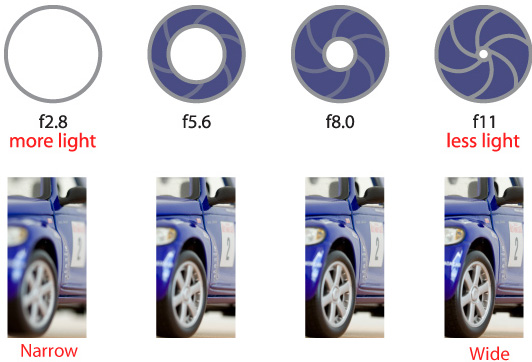 f2.8
f5.6
f8.0
f11
more light
less light
2
2
2
2
Narrow
Wide